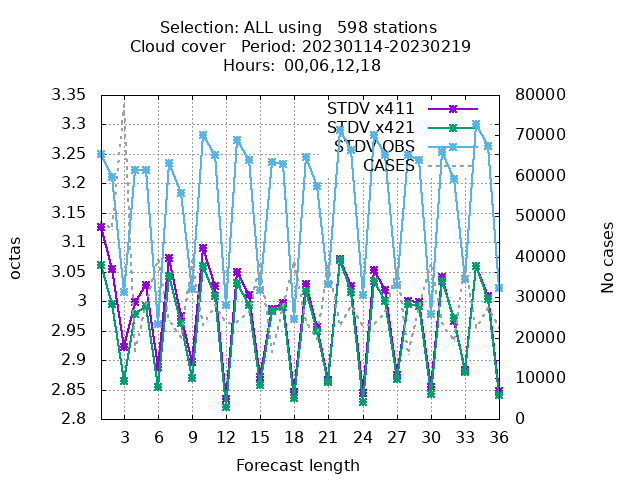 Selection: ALL using   598 stations
Cloud cover   Period: 20230114-20230219
Hours: 00,06,12,18
STDV x411
STDV x421
STDV OBS
CASES
3.35
3.3
3.25
3.2
3.15
3.1
3.05
3
2.95
2.9
2.85
2.8
octas
80000
70000
60000
50000
40000
30000
20000
10000
0
No cases
3 6 9 12 15 18 21 24 27 30 33 36
Forecast length